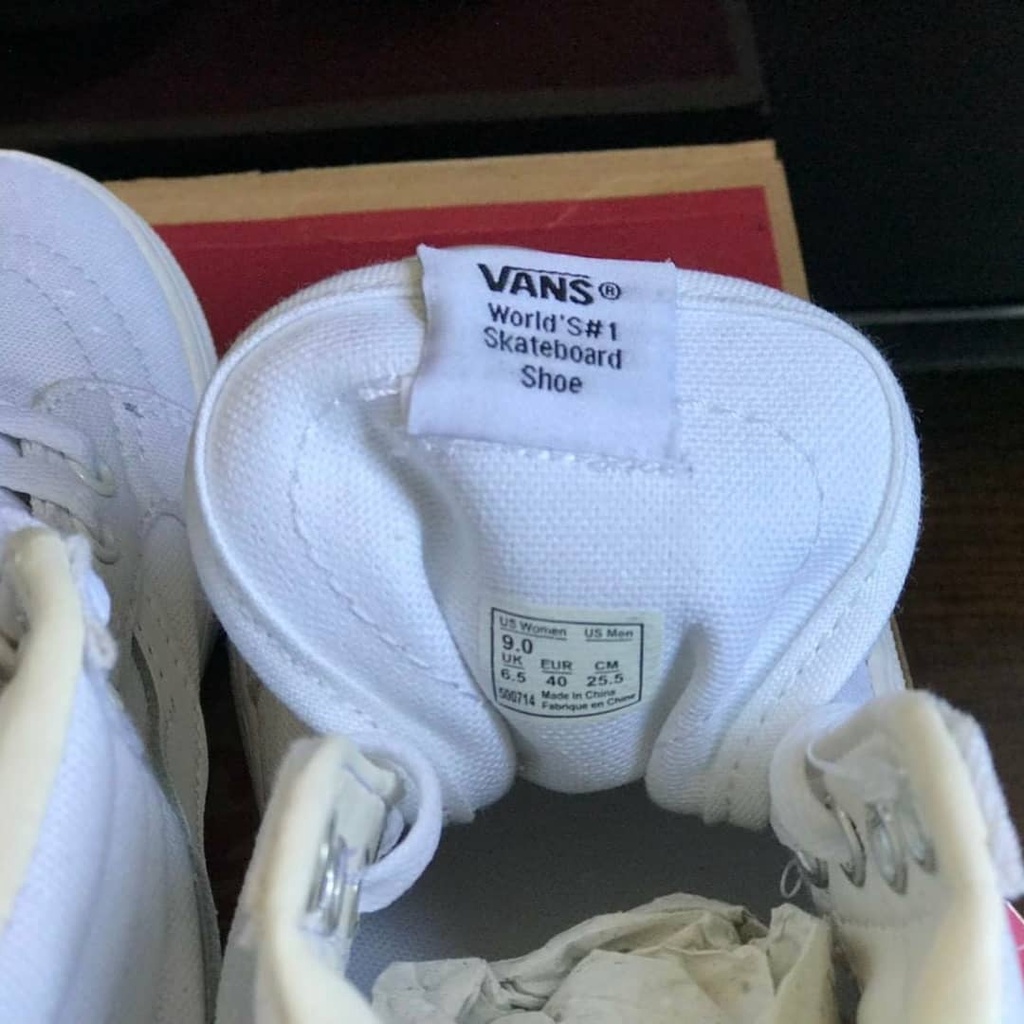 VANS®
World'S#1
Skateboard
Shoe
US Women US Men
9.0
UK EUR CM
6.5 40 25.5
500714 Made in China
Fabrique en Chine